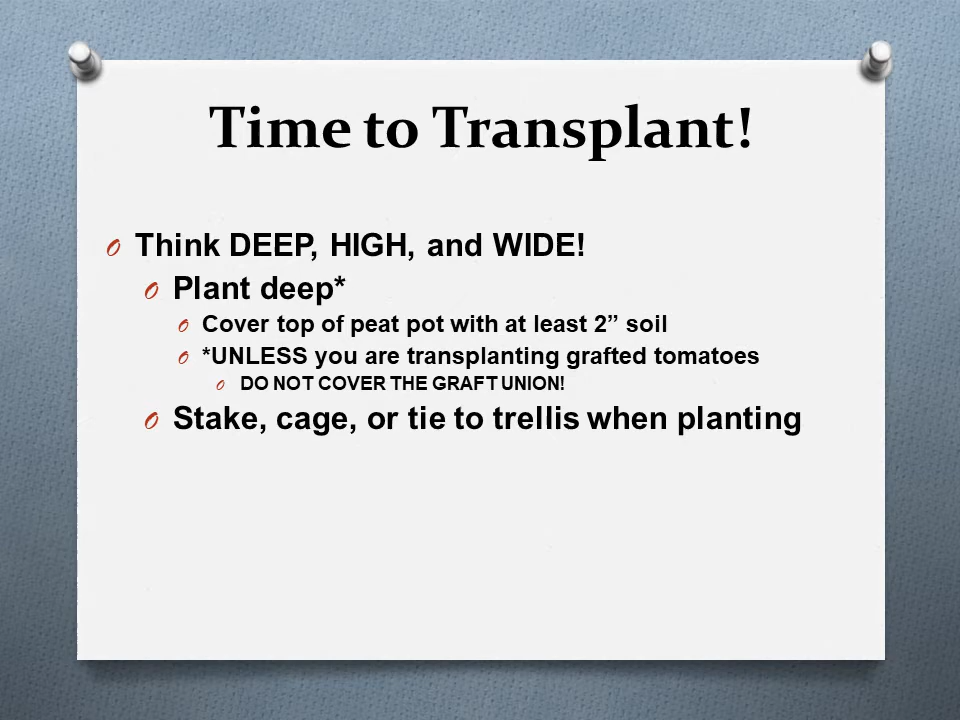 Time to Transplant!
Think DEEP, HIGH, and WIDE!
Plant deep*
Cover top of peat pot with at least 2” soil
*UNLESS you are transplanting grafted tomatoes
DO NOT COVER THE GRAFT UNION!
Stake, cage, or tie to trellis when planting